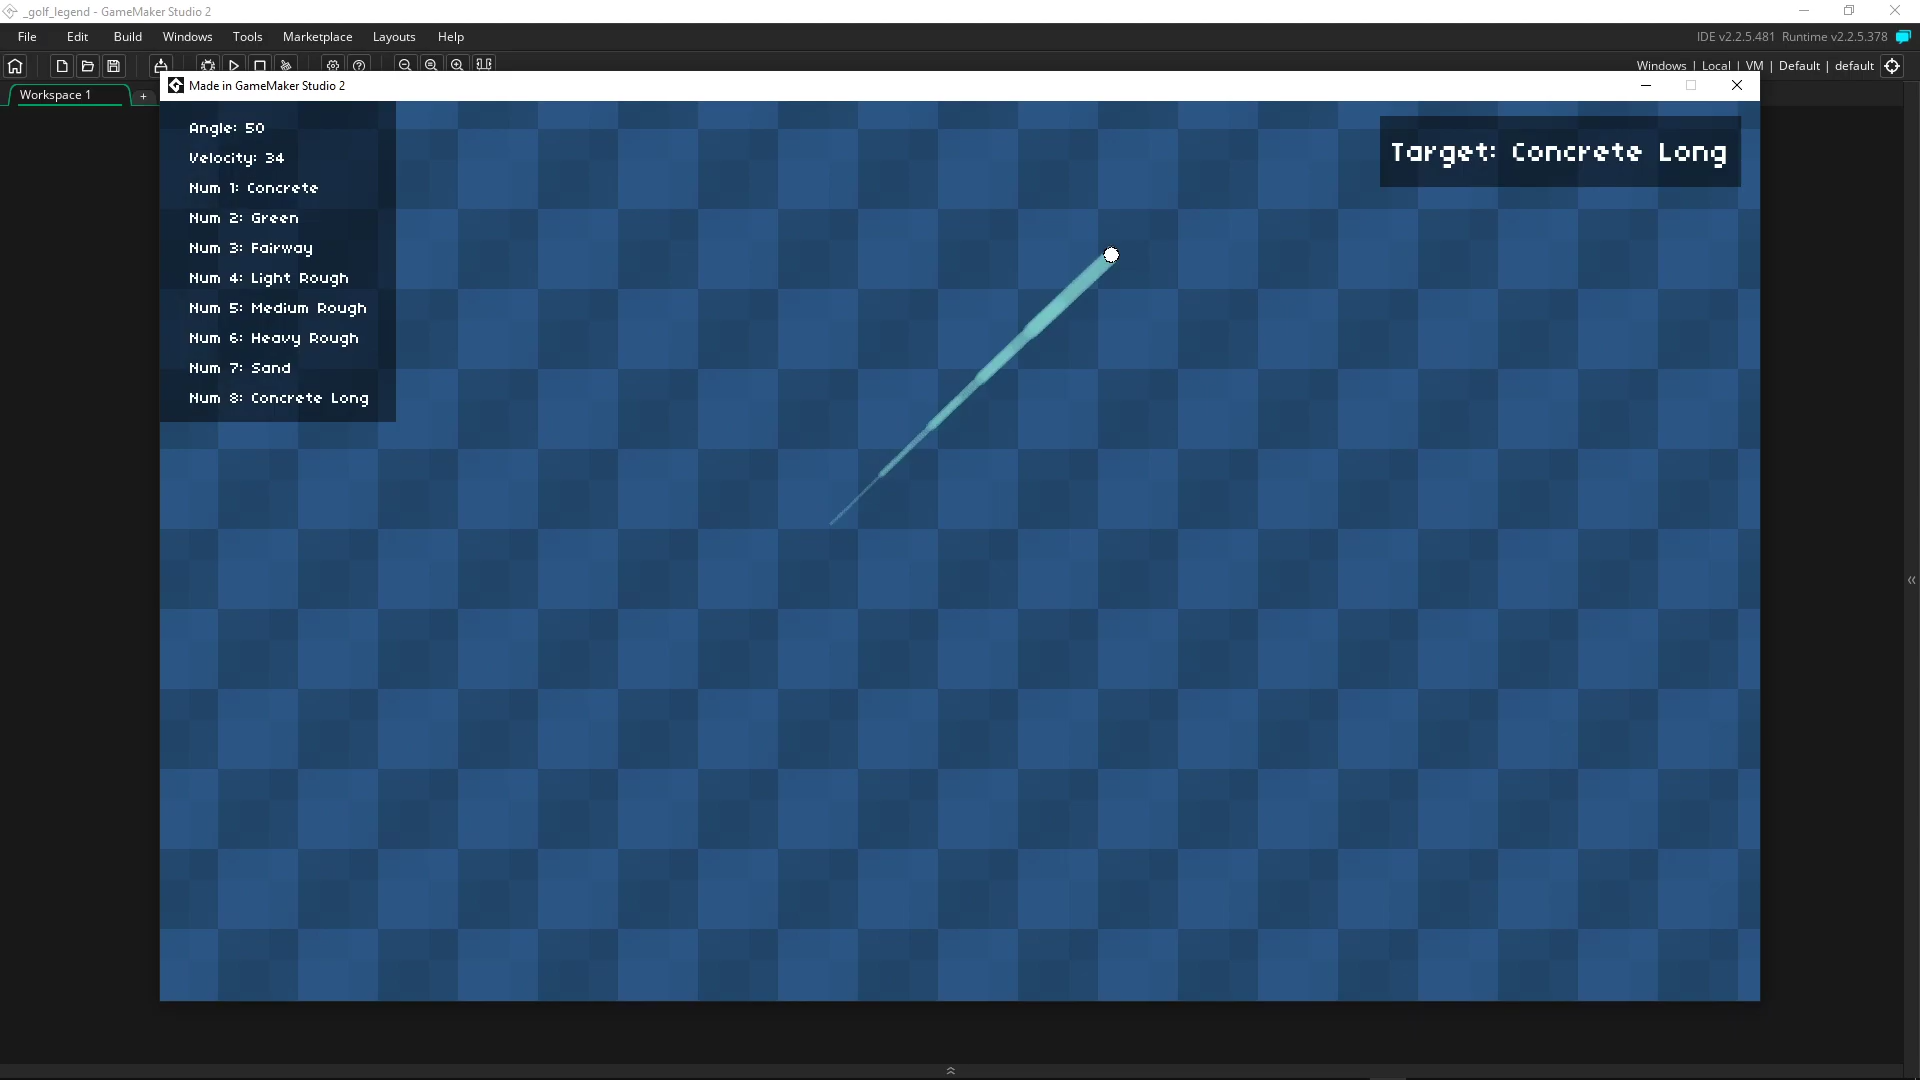 _golf_legend - GameMaker Studio 2
File Edit Build Windows Tools Marketplace Layouts Help
IDE v2.2.5.481 Runtime v2.2.5.378
Windows | Local | VM | Default | default
Workspace 1
+
Made in GameMaker Studio 2
Angle: 50
Velocity: 34
Num 1: Concrete
Num 2: Green
Num 3: Fairway
Num 4: Light Rough
Num 5: Medium Rough
Num 6: Heavy Rough
Num 7: Sand
Num 8: Concrete Long
Target: Concrete Long